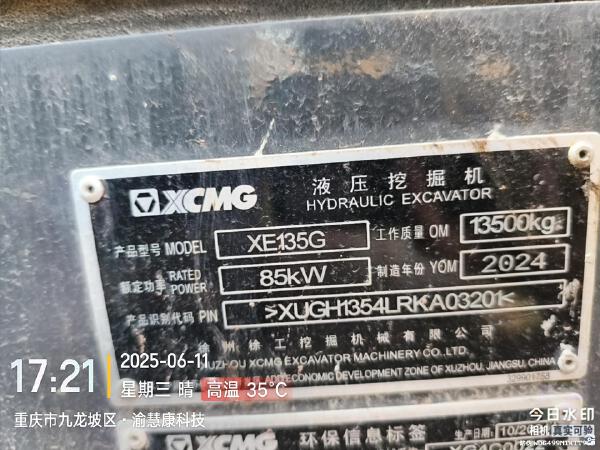 XCMG 液压挖掘机
HYDRAULIC EXCAVATOR
产品型号 MODEL XE135G 工作质量 OM 13500kg
额定功率 RATED POWER 85kW 制造年份 YOM 2024
产品识别代码 PIN >XUGH1354LRKA03201<
徐州徐工挖掘机械有限公司
XUZHOU XCMG EXCAVATOR MACHINERY CO.,LTD.
ECONOMIC DEVELOPMENT ZONE OF XUZHOU, JIANGSU, CHINA
17:21
2025-06-11
星期三 晴 高温 35℃
重庆市九龙坡区·渝慧康科技
XCMG 环保信息标签
生产日期
今日水印
相机 真实可验